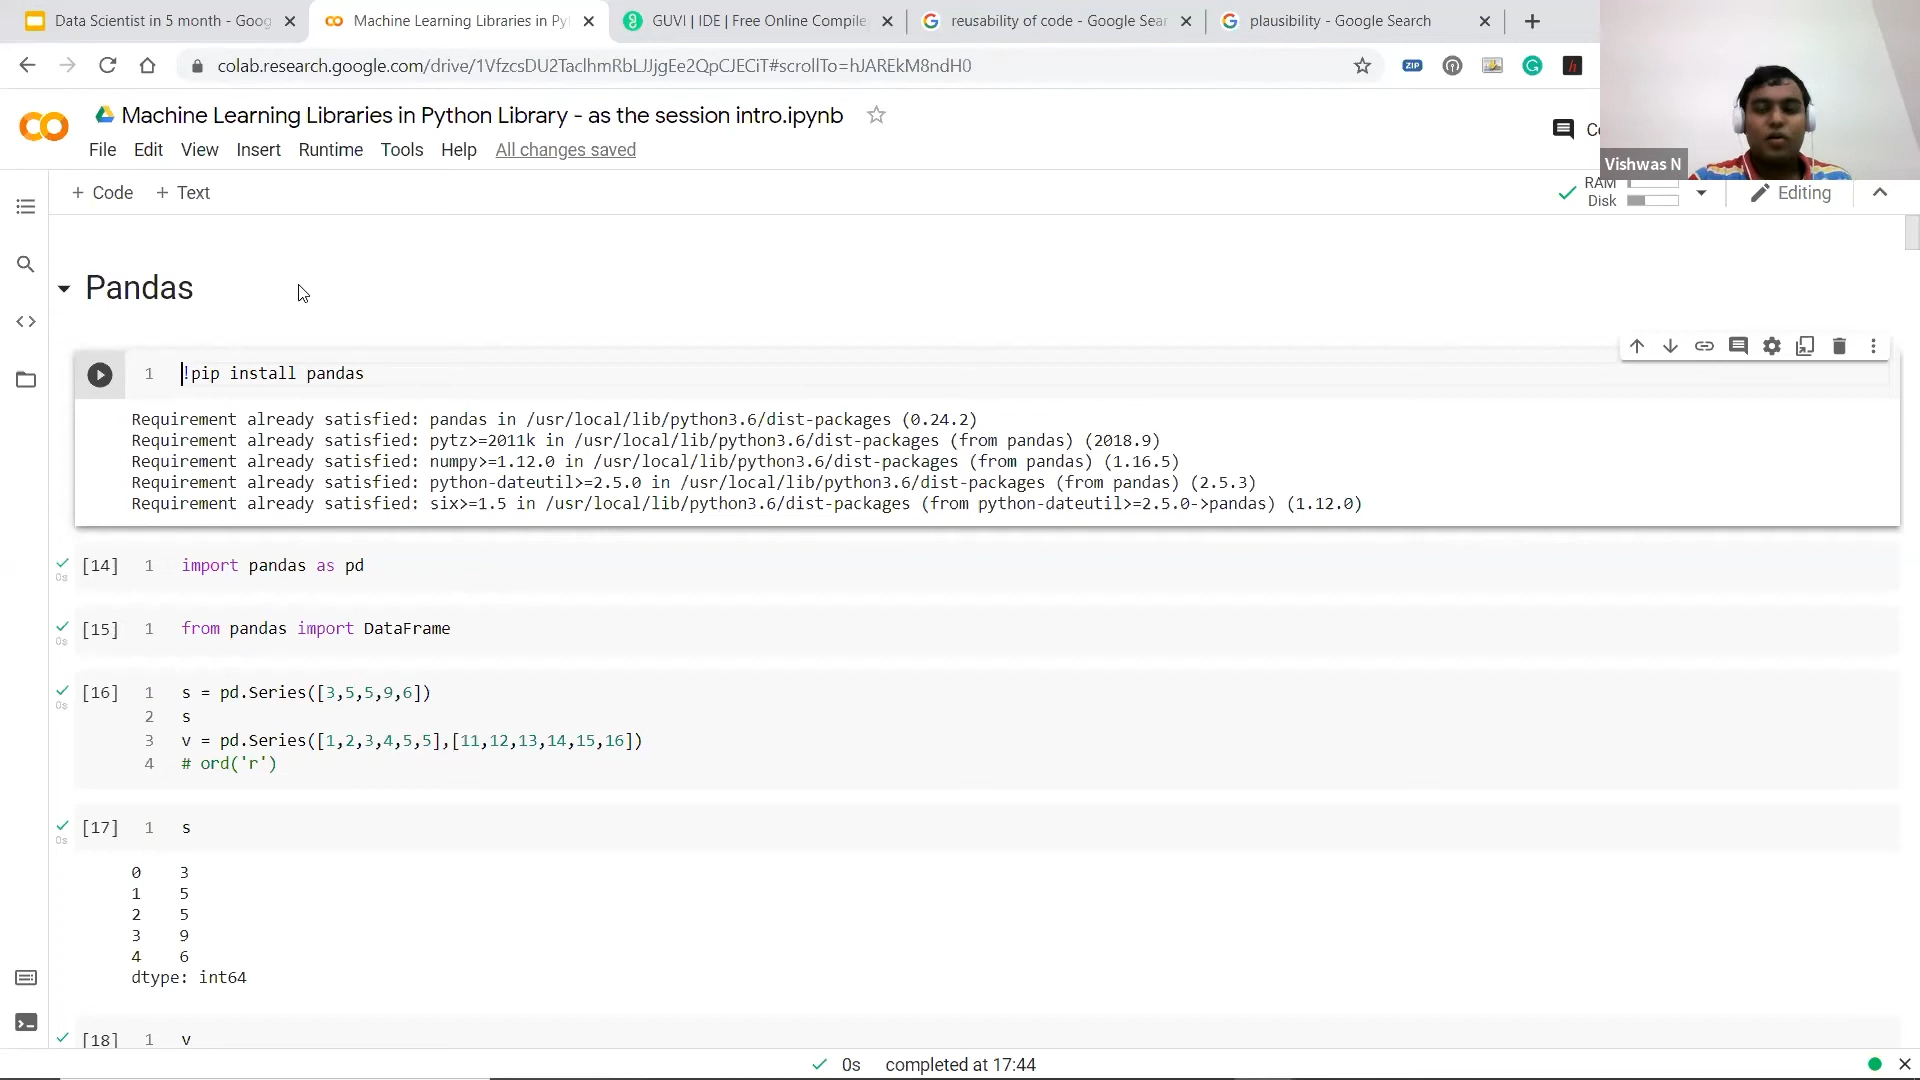 Data Scientist in 5 month - Goog
Machine Learning Libraries in Py
GUVI | IDE | Free Online Compile
reusability of code - Google Sear
plausibility - Google Search
colab.research.google.com/drive/1VfzcsDU2TaclhmRbLJJjgEe2QpCJECiT#scrollTo=hJAREkM8ndH0
ZIP
Machine Learning Libraries in Python Library - as the session intro.ipynb
File Edit View Insert Runtime Tools Help All changes saved
Vishwas N
+ Code + Text
RAM
Disk
Editing
Pandas
1 !pip install pandas
Requirement already satisfied: pandas in /usr/local/lib/python3.6/dist-packages (0.24.2)
Requirement already satisfied: pytz>=2011k in /usr/local/lib/python3.6/dist-packages (from pandas) (2018.9)
Requirement already satisfied: numpy>=1.12.0 in /usr/local/lib/python3.6/dist-packages (from pandas) (1.16.5)
Requirement already satisfied: python-dateutil>=2.5.0 in /usr/local/lib/python3.6/dist-packages (from pandas) (2.5.3)
Requirement already satisfied: six>=1.5 in /usr/local/lib/python3.6/dist-packages (from python-dateutil>=2.5.0->pandas) (1.12.0)
[14] 1 import pandas as pd
0s
[15] 1 from pandas import DataFrame
0s
[16] 1 s = pd.Series([3,5,5,9,6])
0s
2 s
3 v = pd.Series([1,2,3,4,5,5],[11,12,13,14,15,16])
4 # ord('r')
[17] 1 s
0s
0 3
1 5
2 5
3 9
4 6
dtype: int64
[18] 1 v
0s completed at 17:44